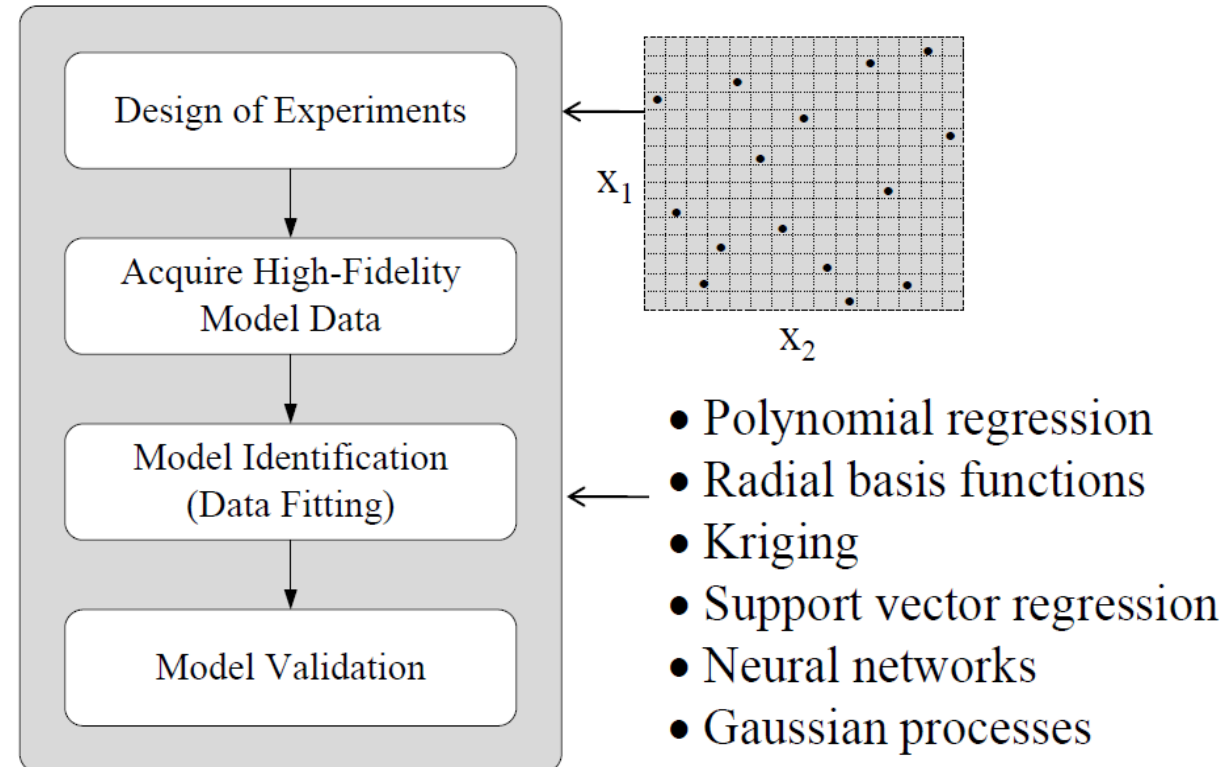 Design of Experiments
Acquire High-Fidelity
Model Data
Model Identification
(Data Fitting)
Model Validation
x₁
x₂
• Polynomial regression
• Radial basis functions
• Kriging
• Support vector regression
• Neural networks
• Gaussian processes